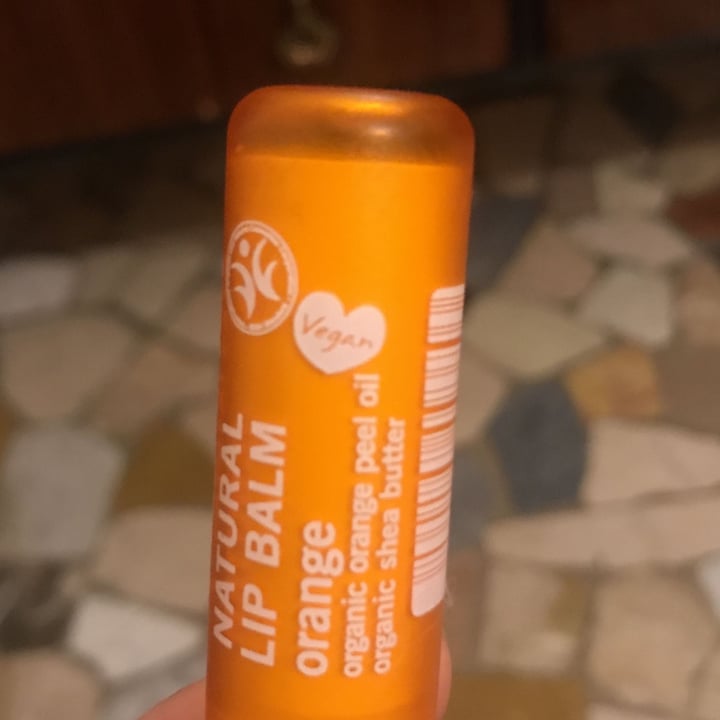 Vegan
NATURAL
LIP BALM
orange
organic orange peel oil
organic shea butter